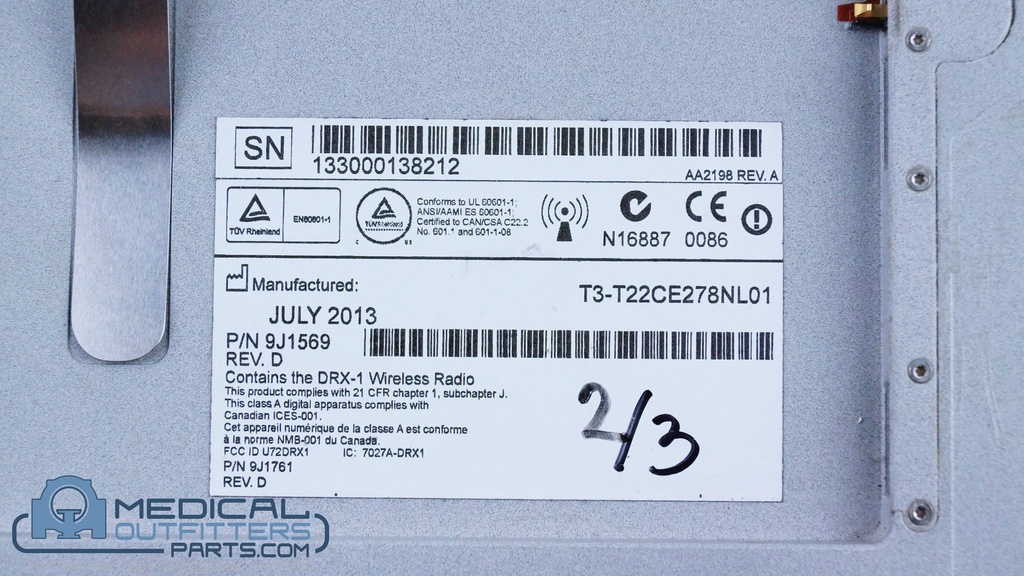 SN
133000138212
AA2198 REV. A
TÜV Rheinland
EN60601-1
TÜV Rheinland
Conforms to UL 60601-1;
ANSI/AAMI ES 60601-1;
Certified to CAN/CSA C22.2
No. 601.1 and 601-1-08
N16887 0086
Manufactured:
JULY 2013
T3-T22CE278NL01
P/N 9J1569
REV. D
Contains the DRX-1 Wireless Radio
This product complies with 21 CFR chapter 1, subchapter J.
This class A digital apparatus complies with
Canadian ICES-001.
Cet appareil numérique de la classe A est conforme
à la norme NMB-001 du Canada.
FCC ID U72DRX1 IC: 7027A-DRX1
P/N 9J1761
REV. D
2/3
MEDICAL
OUTFITTERS
PARTS.COM